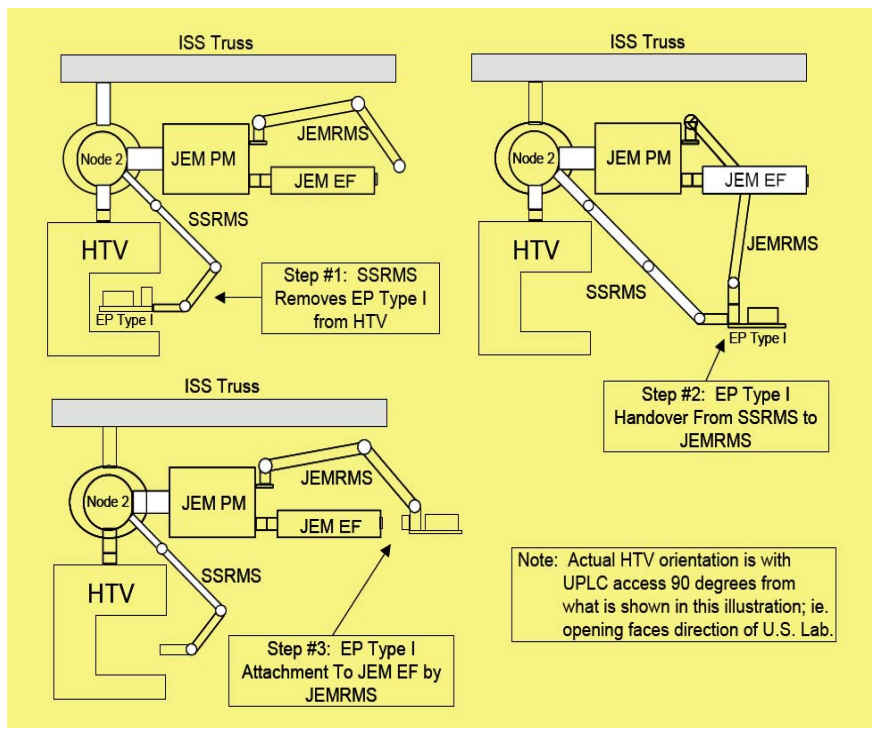 ISS Truss
JEMRMS
Node 2
JEM PM
JEM EF
SSRMS
HTV
EP Type I
Step #1:  SSRMS
Removes EP Type I
from HTV
ISS Truss
Node 2
JEM PM
JEM EF
JEMRMS
HTV
SSRMS
EP Type I
Step #2:  EP Type I
Handover From SSRMS to
JEMRMS
ISS Truss
JEMRMS
Node 2
JEM PM
JEM EF
SSRMS
HTV
Step #3:  EP Type I
Attachment To JEM EF by
JEMRMS
Note:  Actual HTV orientation is with
UPLC access 90 degrees from
what is shown in this illustration; ie.
opening faces direction of U.S. Lab.